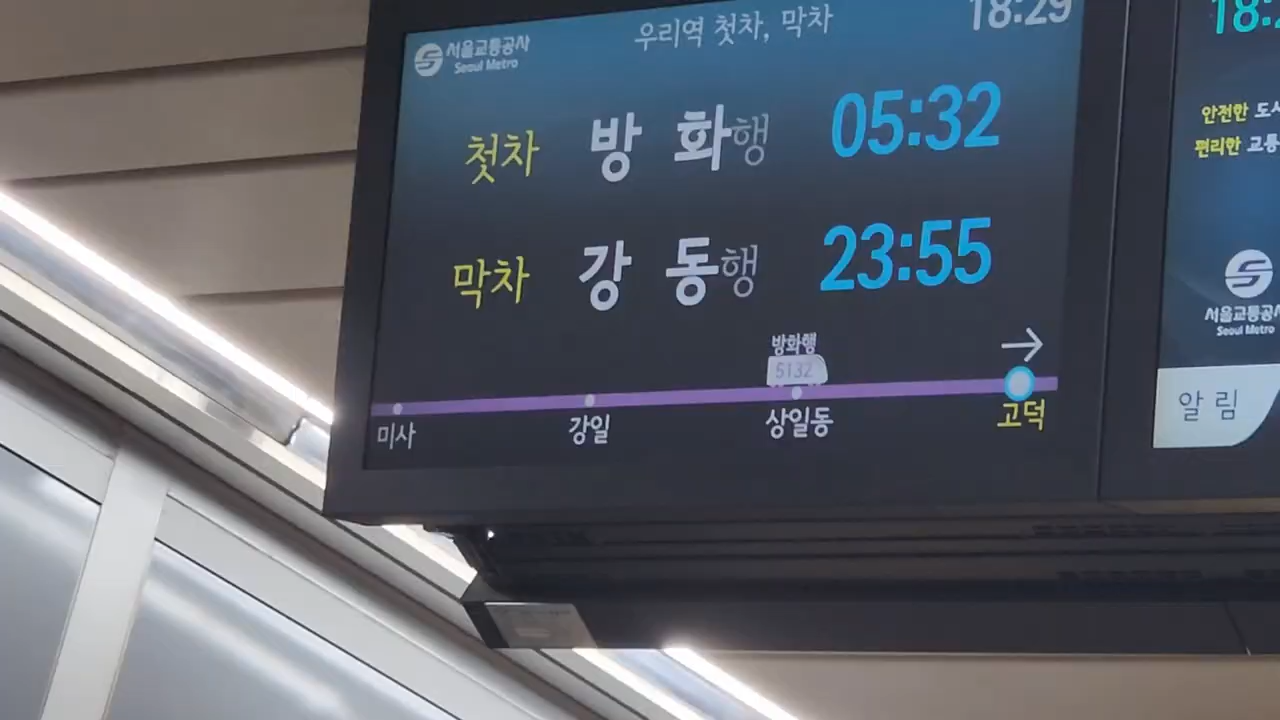 서울교통공사
Seoul Metro
우리역 첫차, 막차
18:29
첫차 방 화행 05:32
막차 강 동행 23:55
방화행
5132
→
미사 강일 상일동 고덕
안전한
편리한 교통
서울교통공사
Seoul Metro
알 림